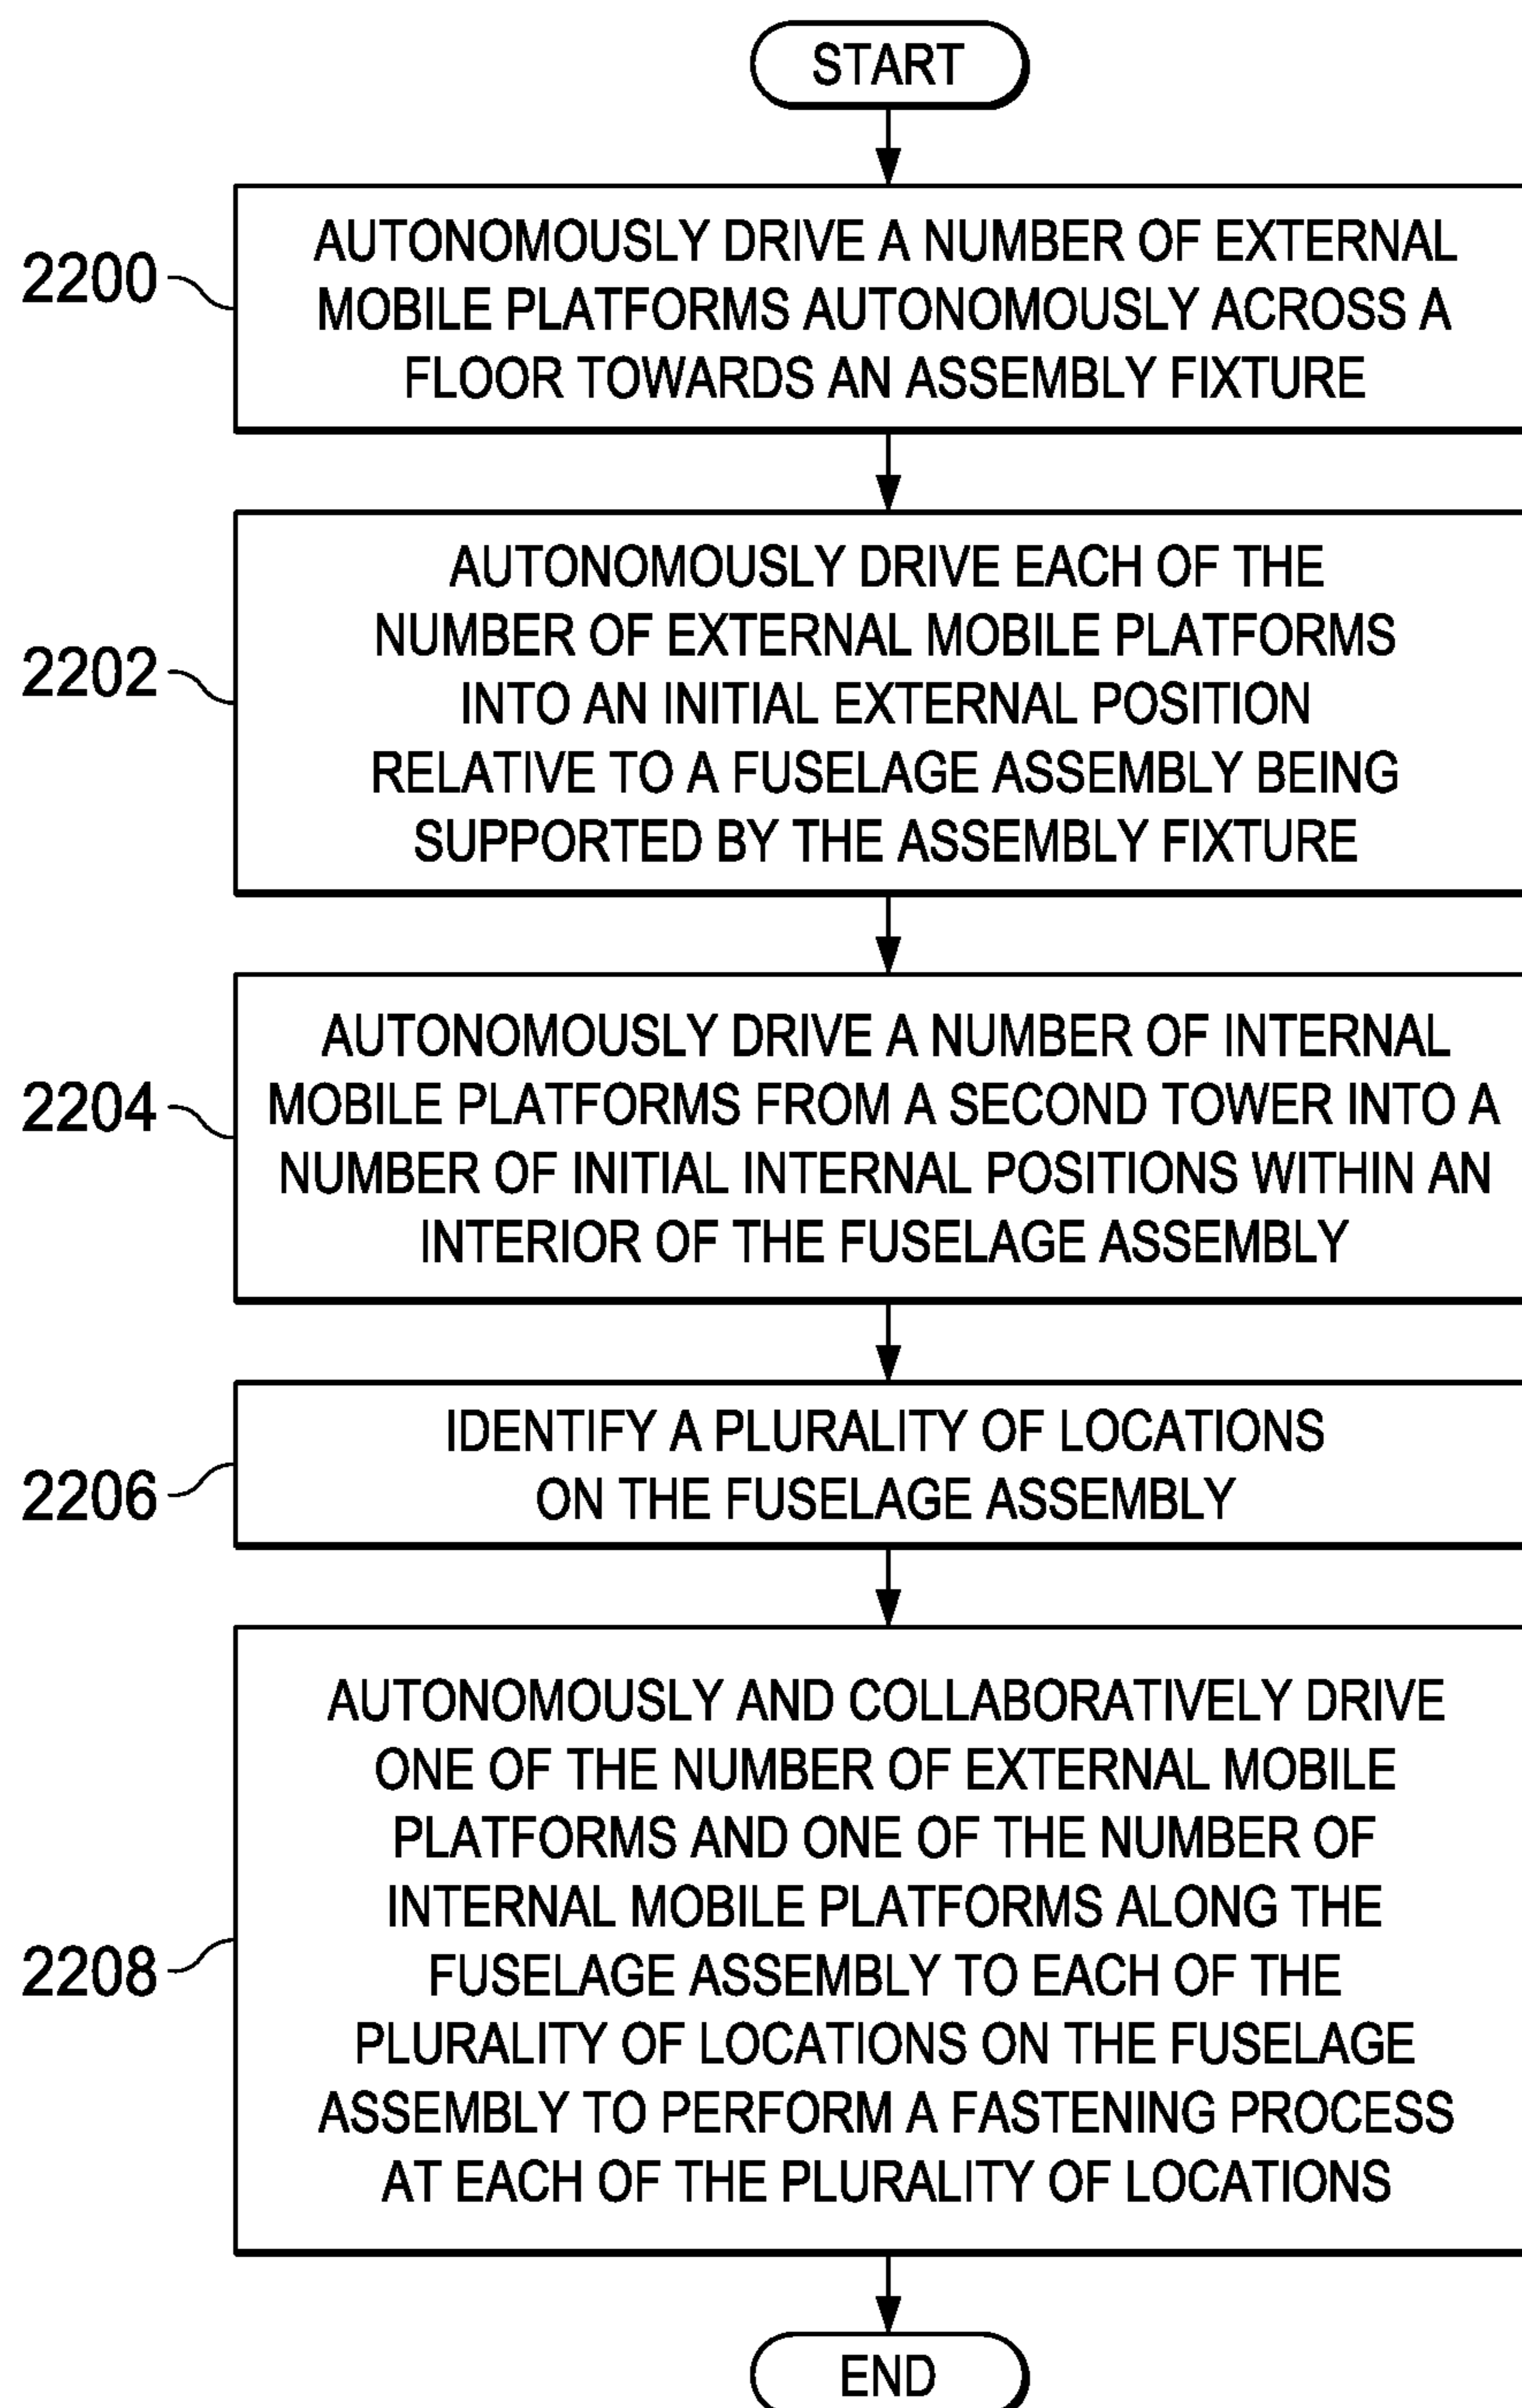 START
2200
AUTONOMOUSLY DRIVE A NUMBER OF EXTERNAL
MOBILE PLATFORMS AUTONOMOUSLY ACROSS A
FLOOR TOWARDS AN ASSEMBLY FIXTURE
2202
AUTONOMOUSLY DRIVE EACH OF THE
NUMBER OF EXTERNAL MOBILE PLATFORMS
INTO AN INITIAL EXTERNAL POSITION
RELATIVE TO A FUSELAGE ASSEMBLY BEING
SUPPORTED BY THE ASSEMBLY FIXTURE
2204
AUTONOMOUSLY DRIVE A NUMBER OF INTERNAL
MOBILE PLATFORMS FROM A SECOND TOWER INTO A
NUMBER OF INITIAL INTERNAL POSITIONS WITHIN AN
INTERIOR OF THE FUSELAGE ASSEMBLY
2206
IDENTIFY A PLURALITY OF LOCATIONS
ON THE FUSELAGE ASSEMBLY
2208
AUTONOMOUSLY AND COLLABORATIVELY DRIVE
ONE OF THE NUMBER OF EXTERNAL MOBILE
PLATFORMS AND ONE OF THE NUMBER OF
INTERNAL MOBILE PLATFORMS ALONG THE
FUSELAGE ASSEMBLY TO EACH OF THE
PLURALITY OF LOCATIONS ON THE FUSELAGE
ASSEMBLY TO PERFORM A FASTENING PROCESS
AT EACH OF THE PLURALITY OF LOCATIONS
END